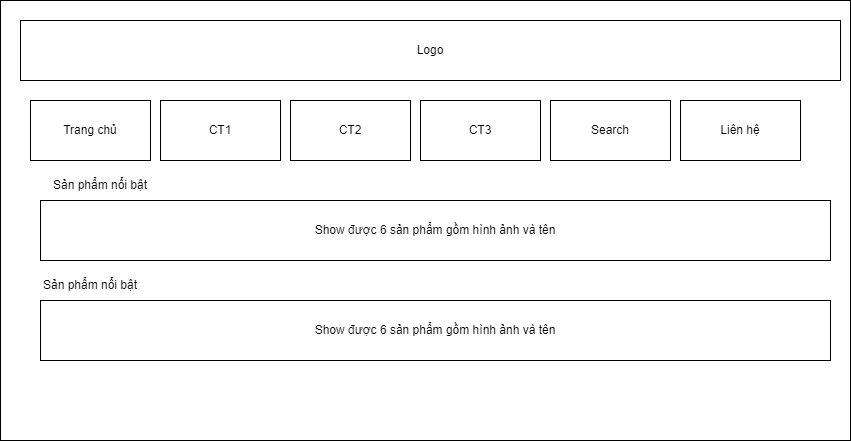 Logo
Trang chủ
CT1
CT2
CT3
Search
Liên hệ
Sản phẩm nổi bật
Show được 6 sản phẩm gồm hình ảnh và tên
Sản phẩm nổi bật
Show được 6 sản phẩm gồm hình ảnh và tên